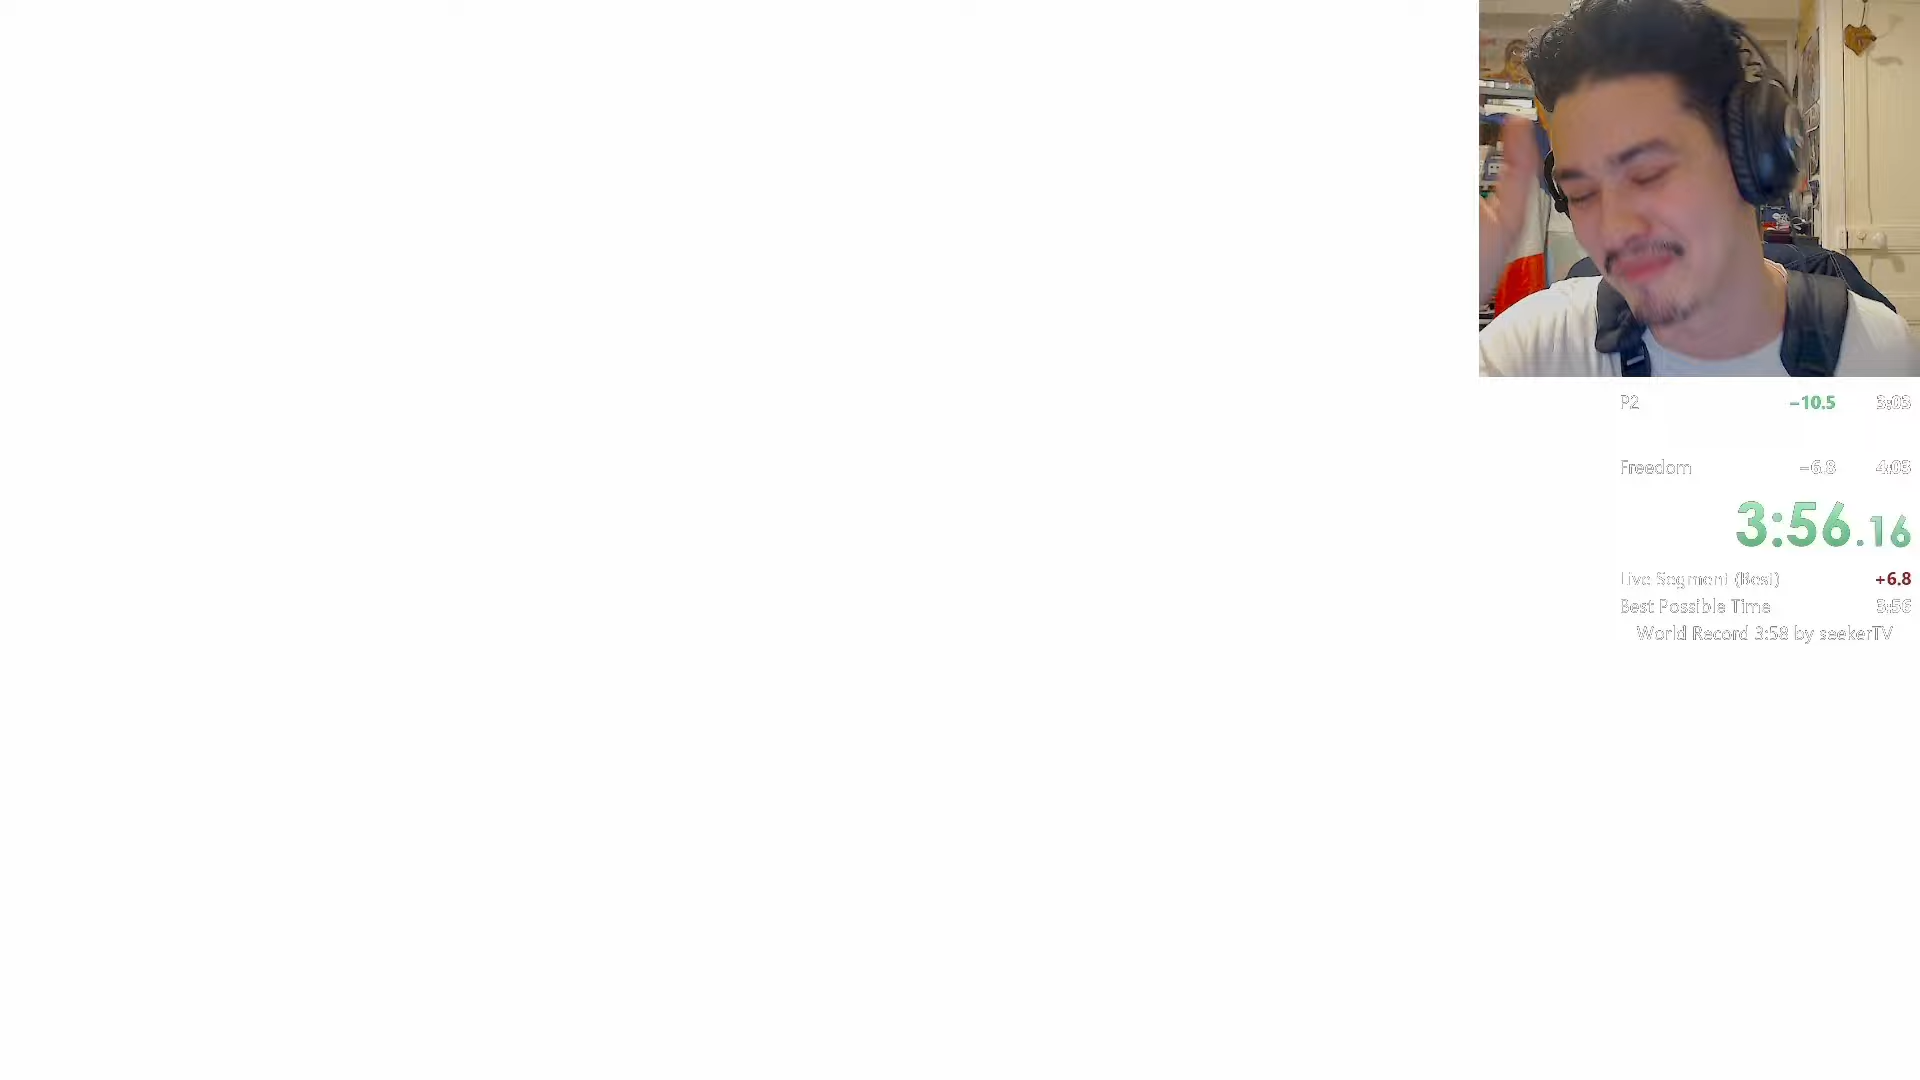 P2 −10.5 3:03
Freedom −6.8 4:03
3:56.16
Live Segment (Best) +6.8
Best Possible Time 3:56
World Record 3:58 by seekerTV